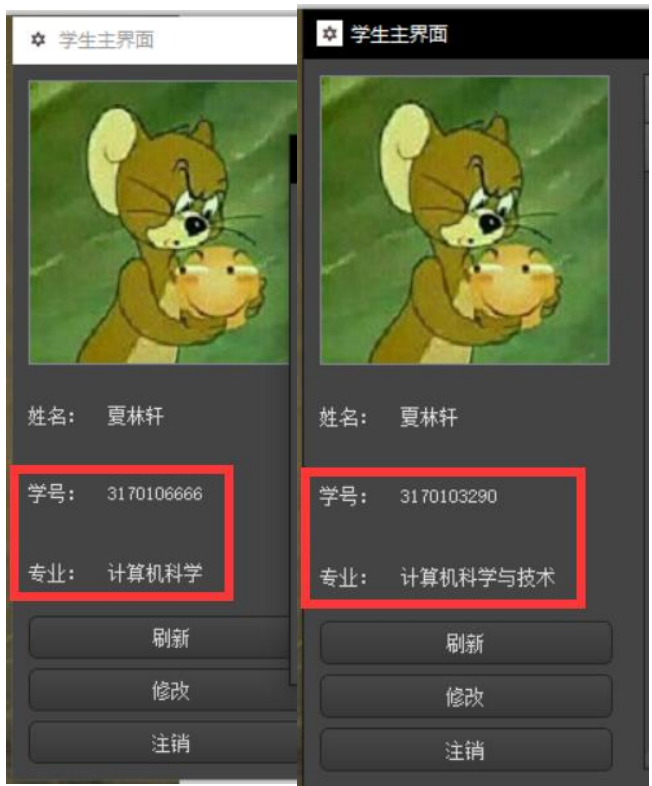 学生主界面
姓名： 夏林轩
学号： 3170106666
专业： 计算机科学
刷新
修改
注销
学生主界面
姓名： 夏林轩
学号： 3170103290
专业： 计算机科学与技术
刷新
修改
注销